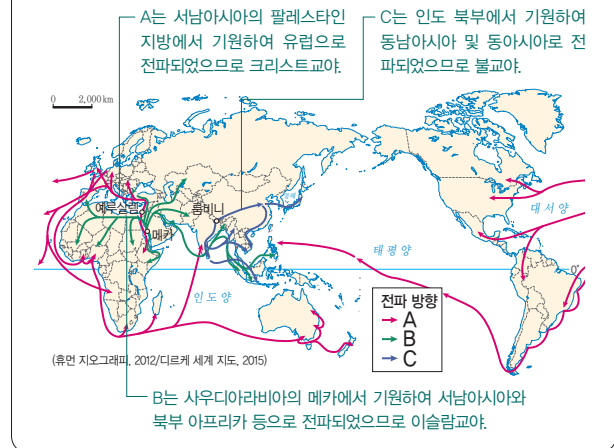 A는 서남아시아의 팔레스타인
지방에서 기원하여 유럽으로
전파되었으므로 크리스트교야.
C는 인도 북부에서 기원하여
동남아시아 및 동아시아로 전
파되었으므로 불교야.
0 2,000km
예루살렘
룸비니
메카
대서양
태평양
인도양
0°
전파 방향
A
B
C
(휴먼 지오그래피, 2012/디르케 세계 지도, 2015)
B는 사우디아라비아의 메카에서 기원하여 서남아시아와
북부 아프리카 등으로 전파되었으므로 이슬람교야.